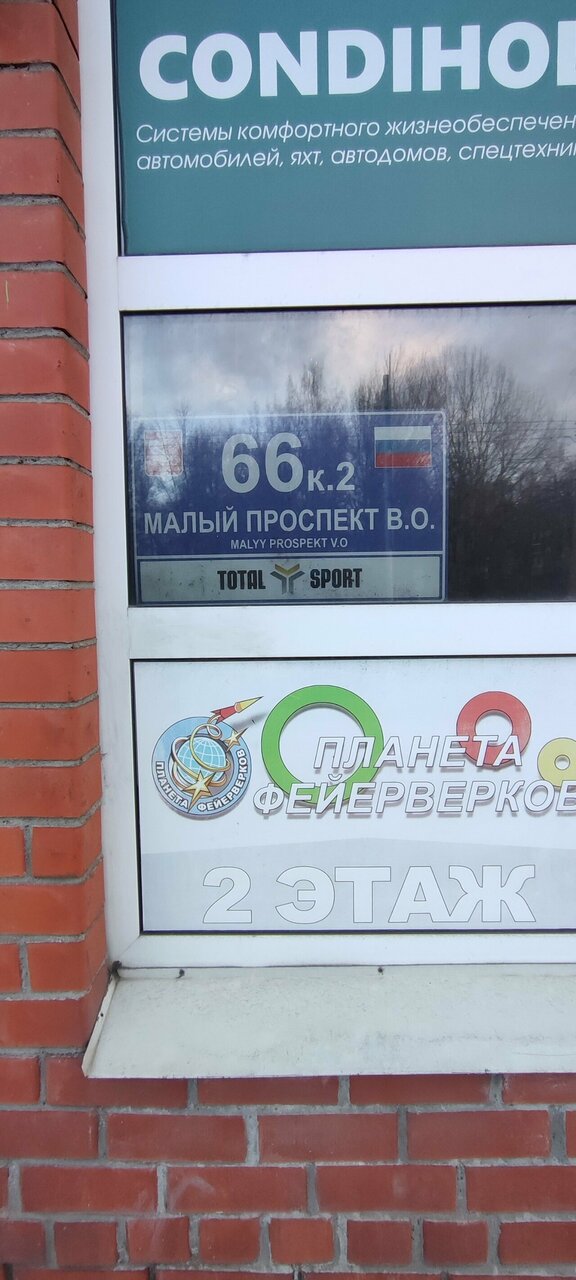 CONDIHO
Системы комфортного жизнеобеспечен
автомобилей, яхт, автодомов, спецтехни
66к.2
МАЛЫЙ ПРОСПЕКТ В.О.
MALYY PROSPEKT V.O
TOTAL SPORT
ПЛАНЕТА ФЕЙЕРВЕРКОВ
ПЛАНЕТА
ФЕЙЕРВЕРКОВ
2 ЭТАЖ